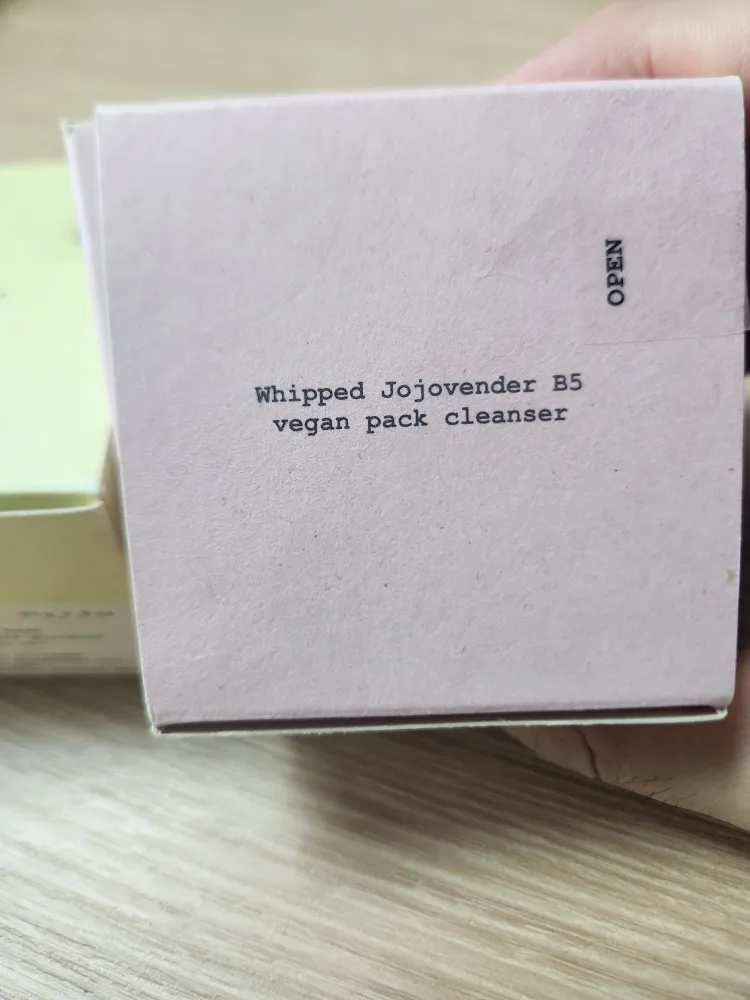 OPEN
Whipped Jojovender B5
vegan pack cleanser